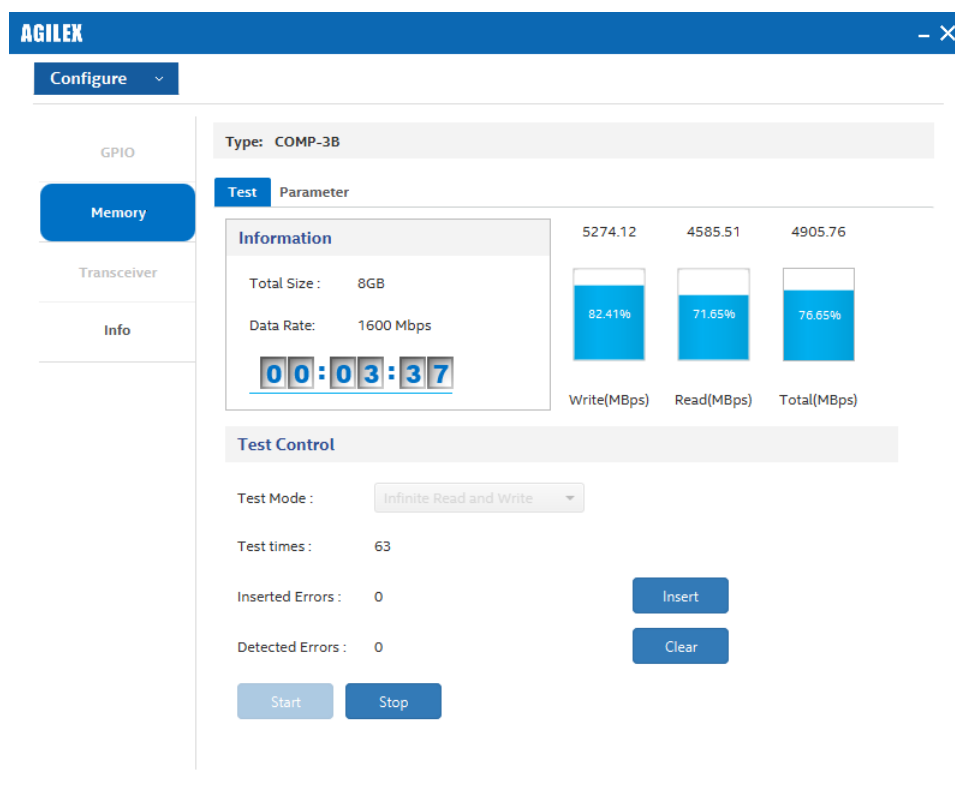 AGILEX
Configure
GPIO
Memory
Transceiver
Info
Type: COMP-3B
Test Parameter
Information
Total Size : 8GB
Data Rate: 1600 Mbps
00:03:37
5274.12 4585.51 4905.76
82.41% 71.65% 76.65%
Write(MBps) Read(MBps) Total(MBps)
Test Control
Test Mode : Infinite Read and Write
Test times : 63
Inserted Errors : 0 Insert
Detected Errors : 0 Clear
Start Stop